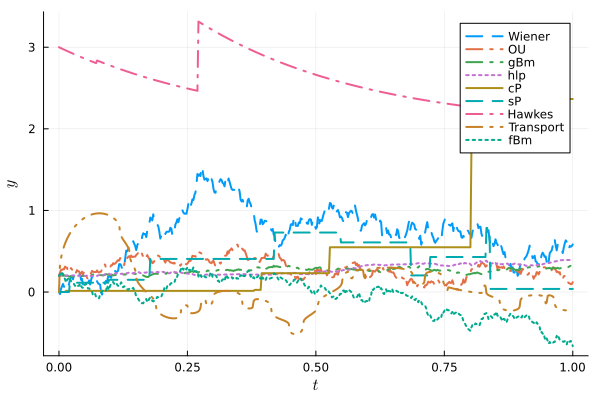 3
2
1
0
y
0.00
0.25
0.50
0.75
1.00
t
Wiener
OU
gBm
hlp
cP
sP
Hawkes
Transport
fBm